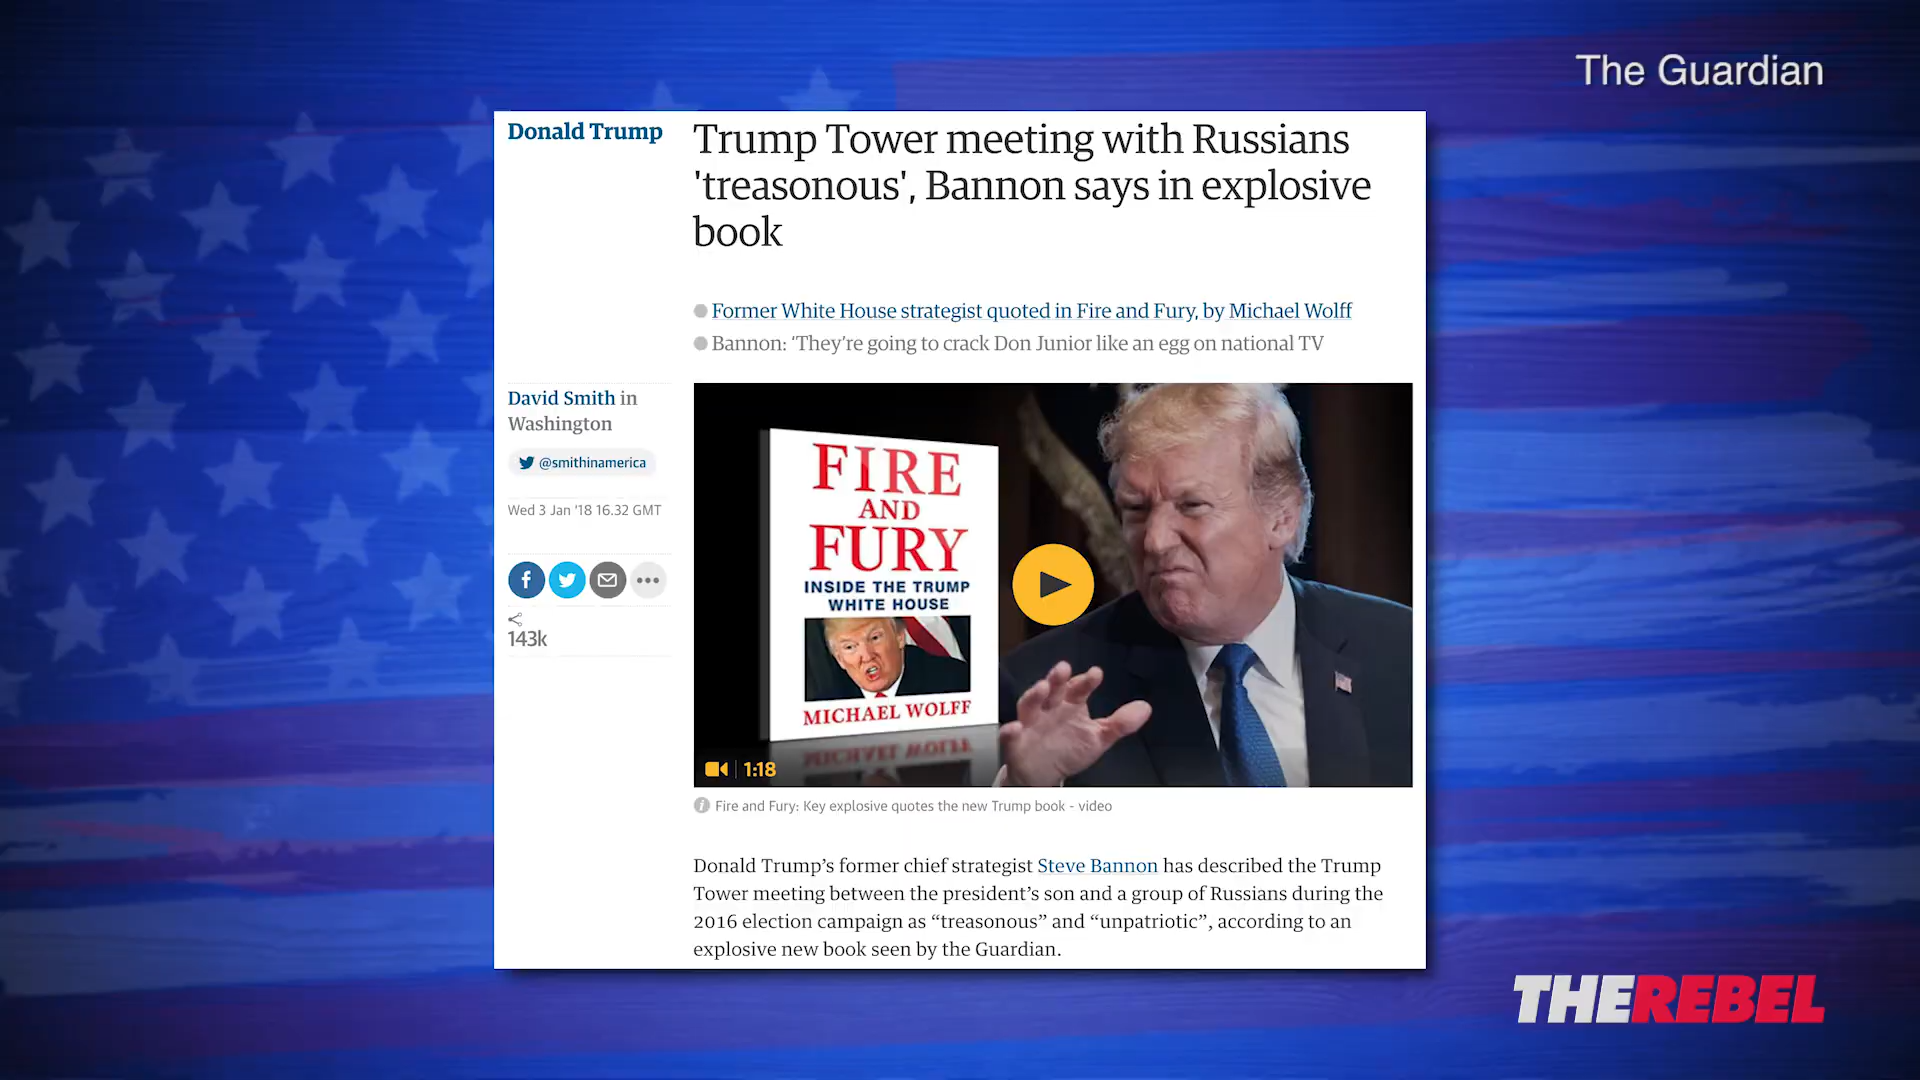 The Guardian
Donald Trump
Trump Tower meeting with Russians
'treasonous', Bannon says in explosive
book
Former White House strategist quoted in Fire and Fury, by Michael Wolff
Bannon: ‘They’re going to crack Don Junior like an egg on national TV
David Smith in
Washington
@smithinamerica
Wed 3 Jan ‘18 16.32 GMT
143k
FIRE
AND
FURY
INSIDE THE TRUMP
WHITE HOUSE
MICHAEL WOLFF
1:18
Fire and Fury: Key explosive quotes the new Trump book - video
Donald Trump’s former chief strategist Steve Bannon has described the Trump
Tower meeting between the president’s son and a group of Russians during the
2016 election campaign as “treasonous” and “unpatriotic”, according to an
explosive new book seen by the Guardian.
THEREBEL